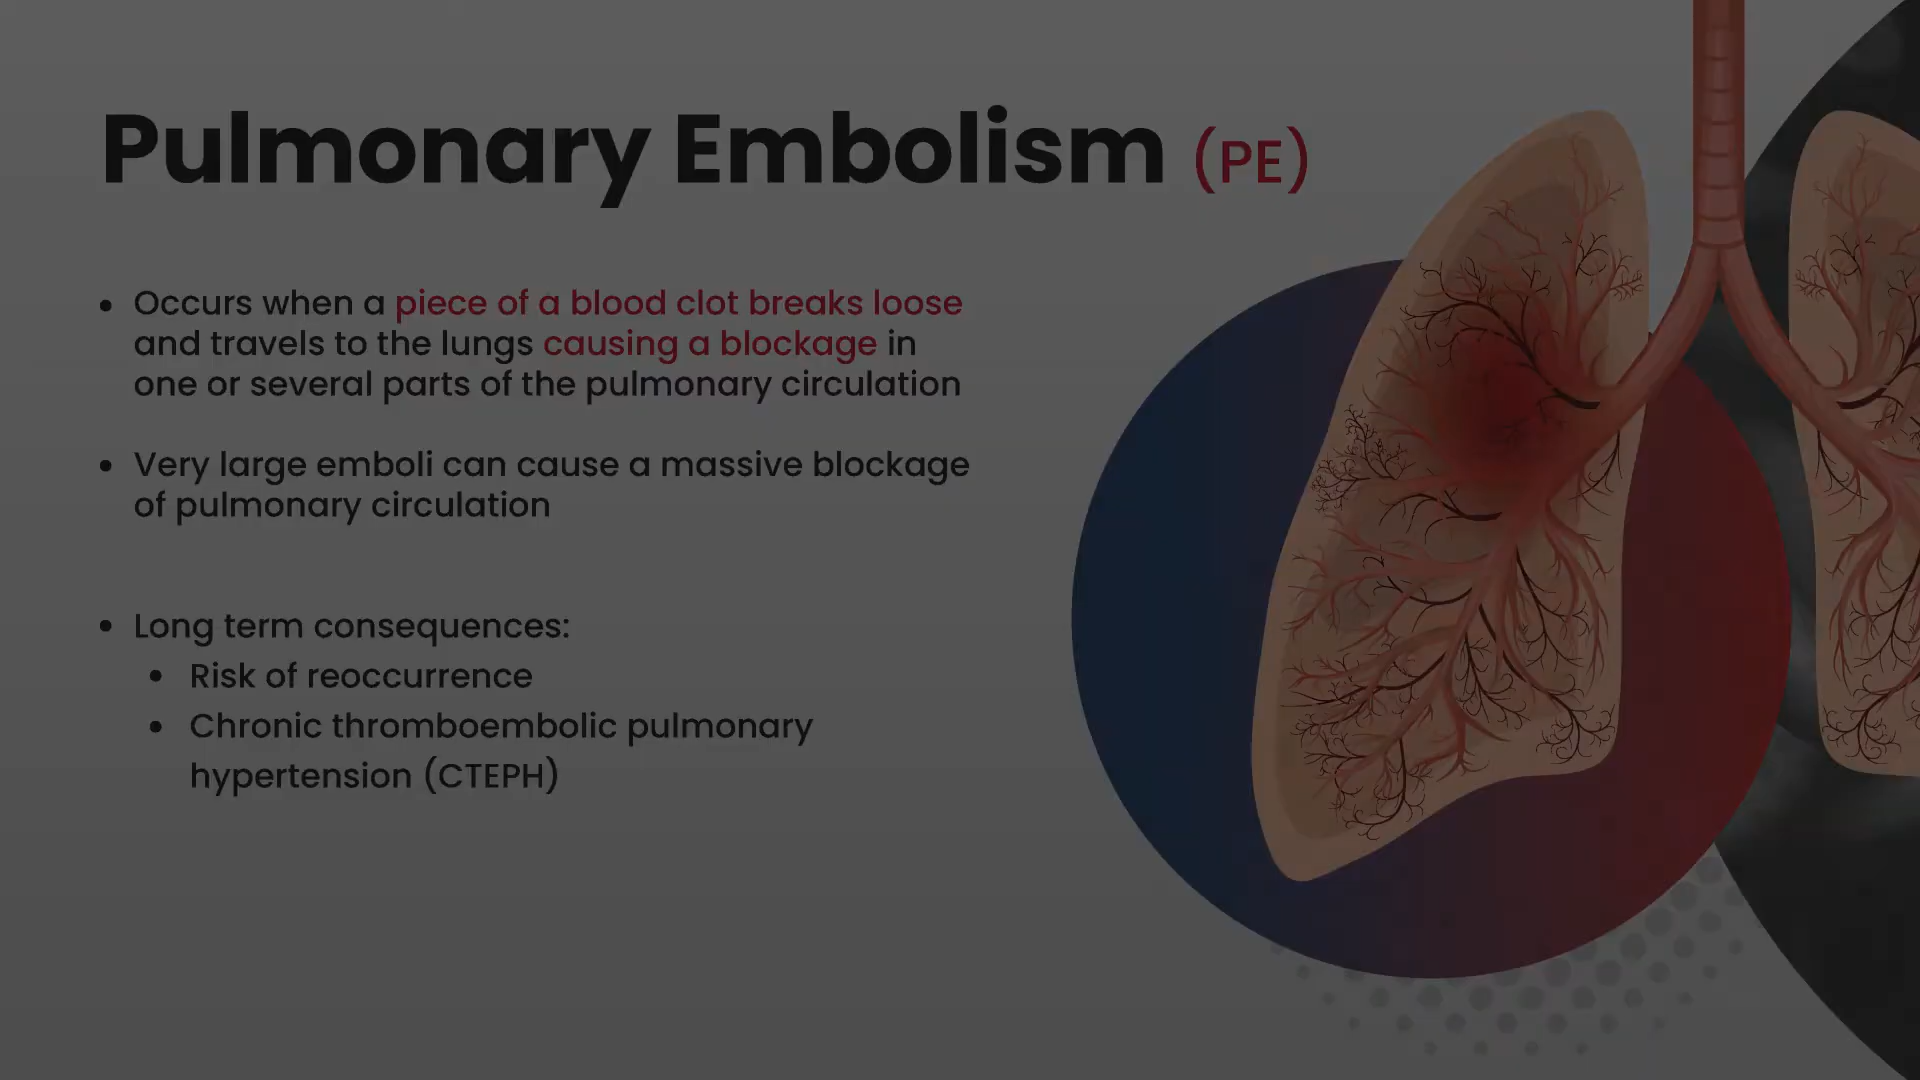 Pulmonary Embolism (PE)
• Occurs when a piece of a blood clot breaks loose
and travels to the lungs causing a blockage in
one or several parts of the pulmonary circulation
• Very large emboli can cause a massive blockage
of pulmonary circulation
• Long term consequences:
• Risk of reoccurrence
• Chronic thromboembolic pulmonary
hypertension (CTEPH)